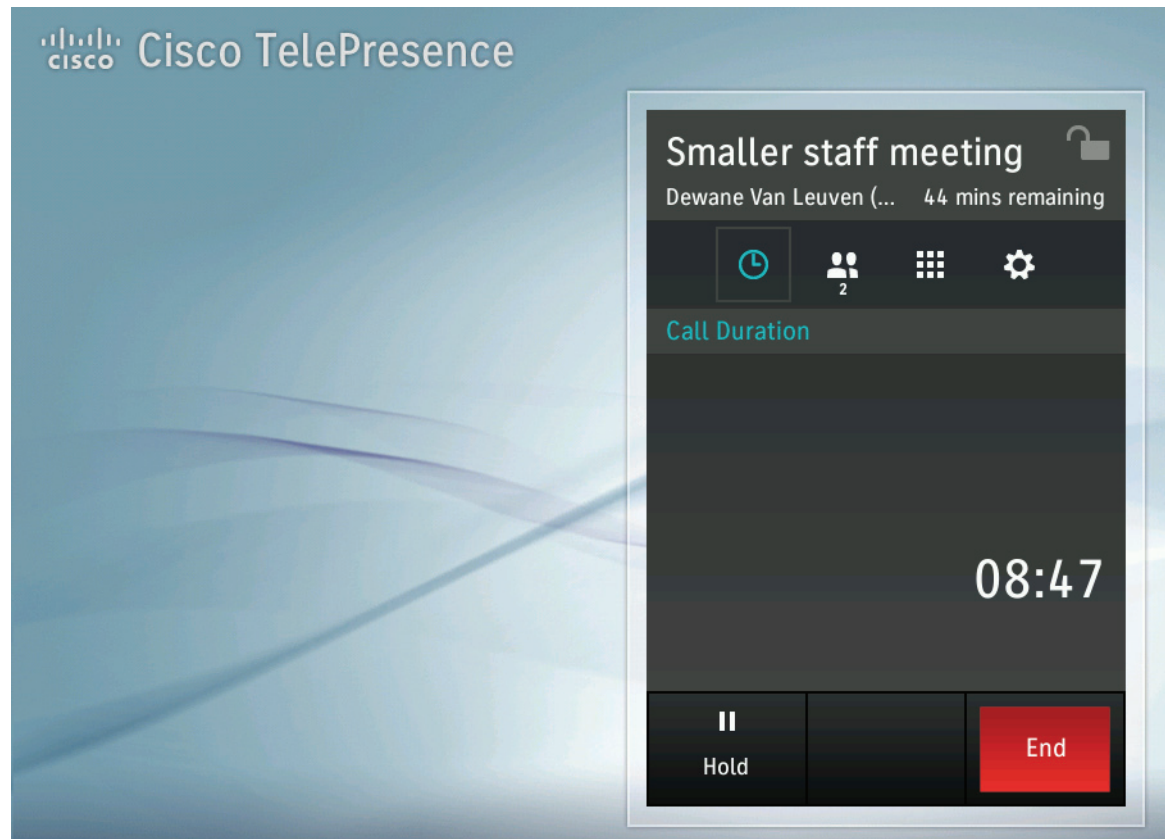 cisco Cisco TelePresence
Smaller staff meeting
Dewane Van Leuven (... 44 mins remaining
2
Call Duration
08:47
Hold
End